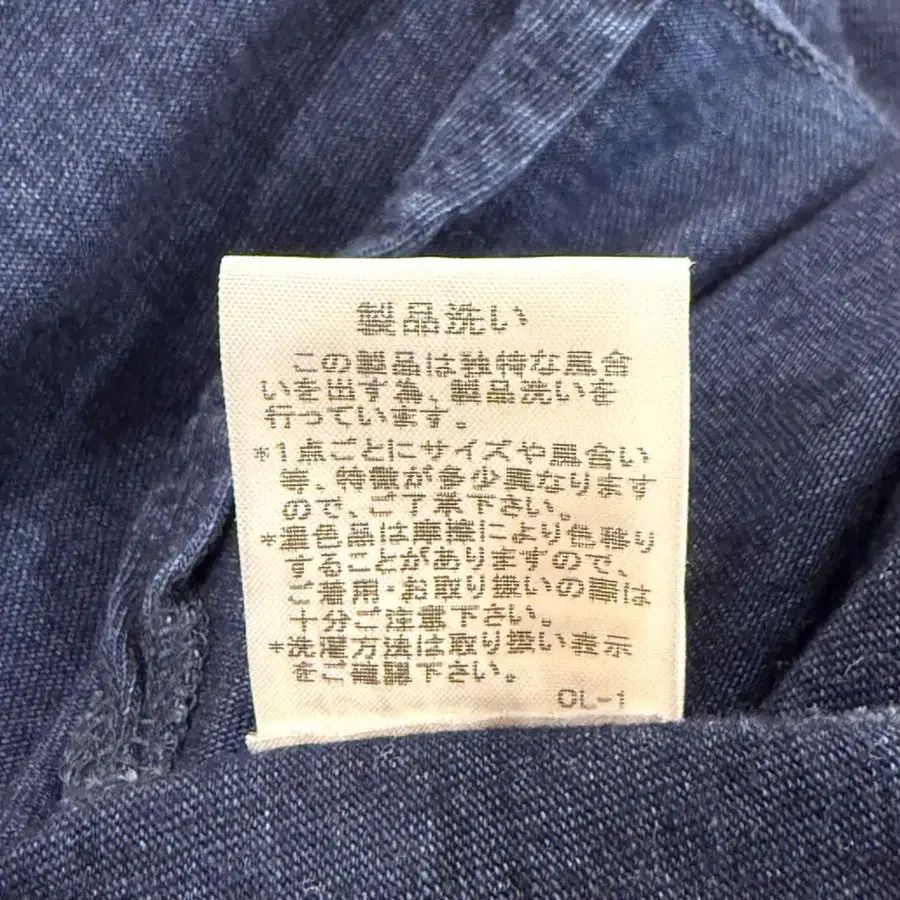 製品洗い
この製品は独特な風合
いを出す為、製品洗いを
行っています。
*1点ごとにサイズや風合い
等、特徴が多少異なります
ので、ご了承下さい。
*着色品は摩擦により色移り
することがありますので、
ご着用・お取り扱いの際は
十分ご注意下さい。
*洗濯方法は取り扱い表示
をご確認下さい。
OL-1